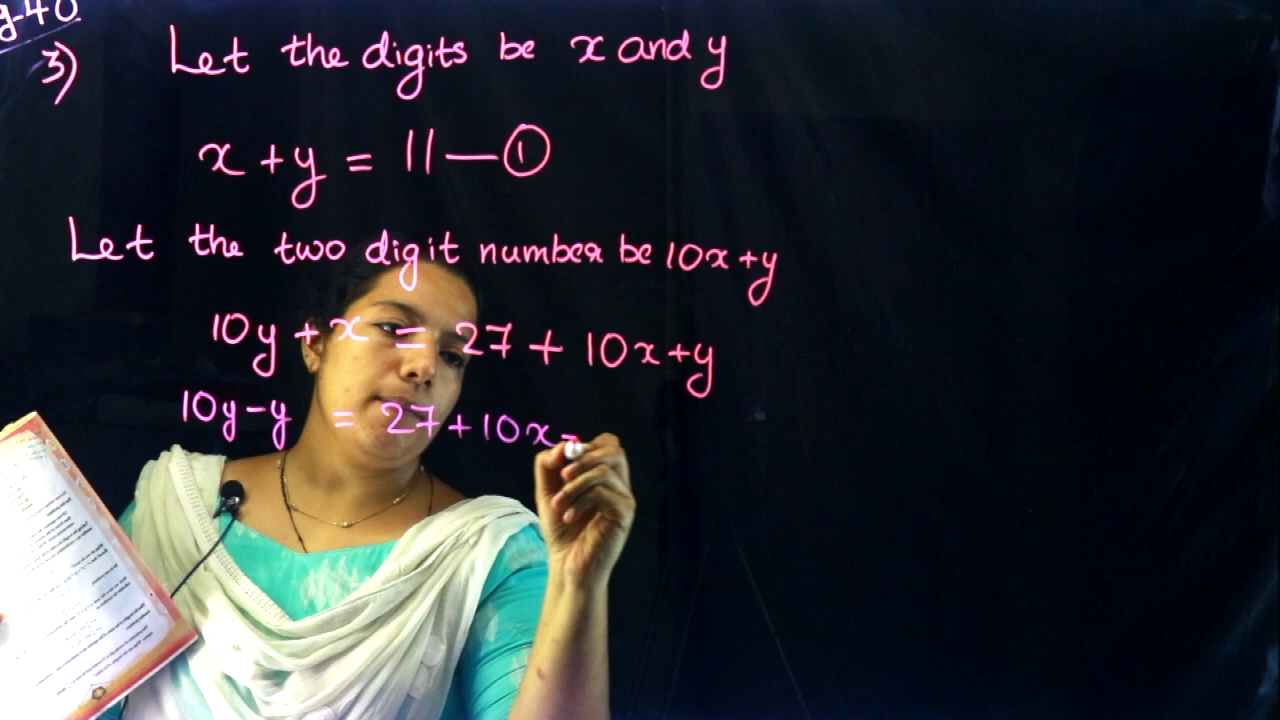 g-40
3) Let the digits be x and y
x + y = 11 — ①
Let the two digit number be 10x+y
10y + x = 27 + 10x+y
10y-y = 27+10x-